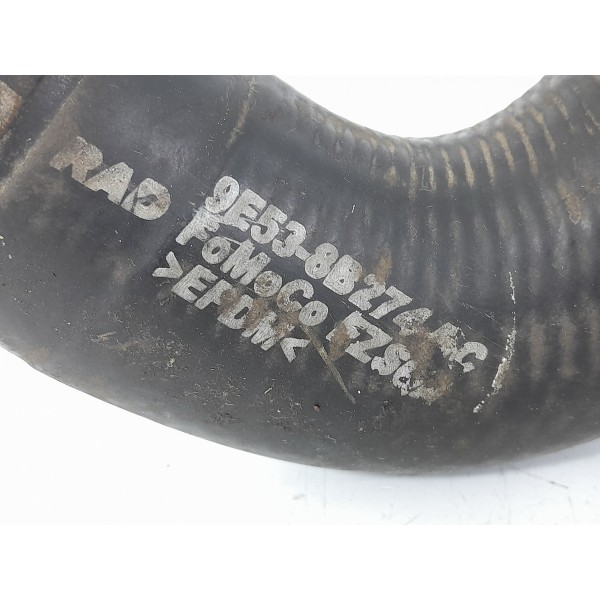 RAD
9E53-8B274-AC
FoMoCo
>EPDM<